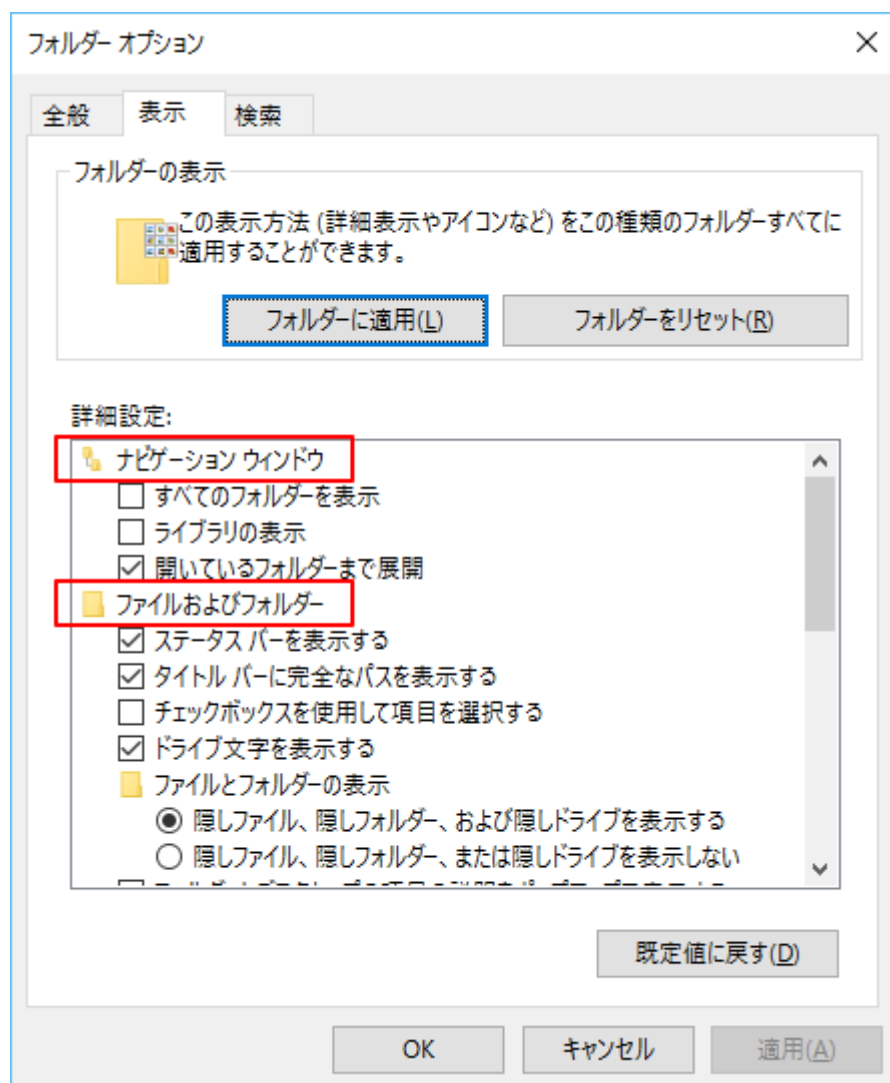 フォルダー オプション
全般 表示 検索
フォルダーの表示
この表示方法 (詳細表示やアイコンなど) をこの種類のフォルダーすべてに
適用することができます。
フォルダーに適用(L) フォルダーをリセット(R)
詳細設定:
ナビゲーション ウィンドウ
すべてのフォルダーを表示
ライブラリの表示
開いているフォルダーまで展開
ファイルおよびフォルダー
ステータス バーを表示する
タイトル バーに完全なパスを表示する
チェックボックスを使用して項目を選択する
ドライブ文字を表示する
ファイルとフォルダーの表示
隠しファイル、隠しフォルダー、および隠しドライブを表示する
隠しファイル、隠しフォルダー、または隠しドライブを表示しない
既定値に戻す(D)
OK キャンセル 適用(A)